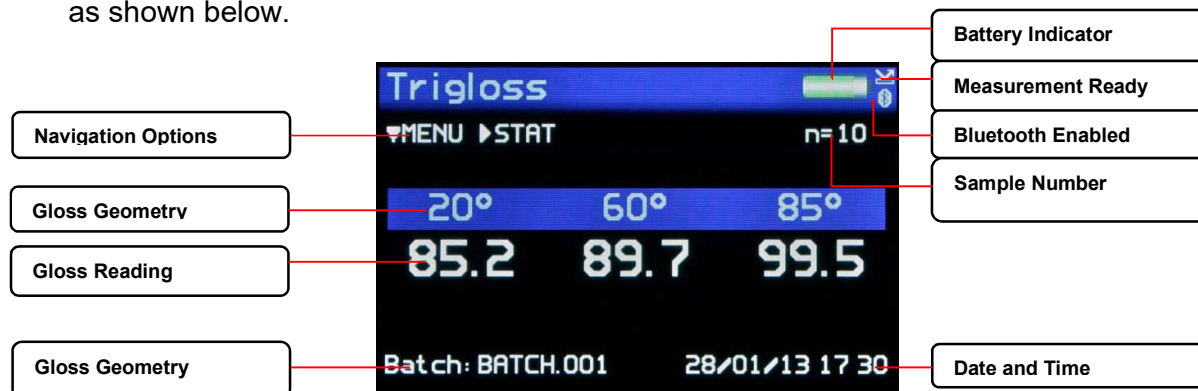 as shown below.
Battery Indicator
Trigloss
Measurement Ready
Navigation Options
▼MENU ▶STAT
n=10
Bluetooth Enabled
Sample Number
Gloss Geometry
20° 60° 85°
Gloss Reading
85.2 89.7 99.5
Gloss Geometry
Batch: BATCH.001
28/01/13 17 30
Date and Time